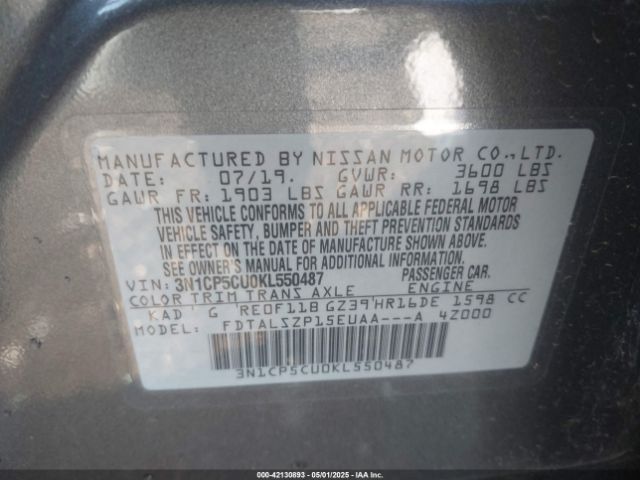 MANUFACTURED BY NISSAN MOTOR CO.,LTD.
DATE: 07/19. GVWR: 3600 LBS
GAWR FR: 1903 LBS GAWR RR: 1698 LBS
THIS VEHICLE CONFORMS TO ALL APPLICABLE FEDERAL MOTOR
VEHICLE SAFETY, BUMPER AND THEFT PREVENTION STANDARDS
IN EFFECT ON THE DATE OF MANUFACTURE SHOWN ABOVE.
SEE OWNER'S MANUAL FOR ADDITIONAL INFORMATION.
VIN: 3N1CP5CU0KL550487 PASSENGER CAR.
COLOR TRIM TRANS AXLE ENGINE
KAD G RE0F11B GZ39 HR16DE 1598 CC
MODEL FDTALSZP15EUAA---A 4Z000
3N1CP5CU0KL550487
000-42130893 - 05/01/2025 - IAAI.COM